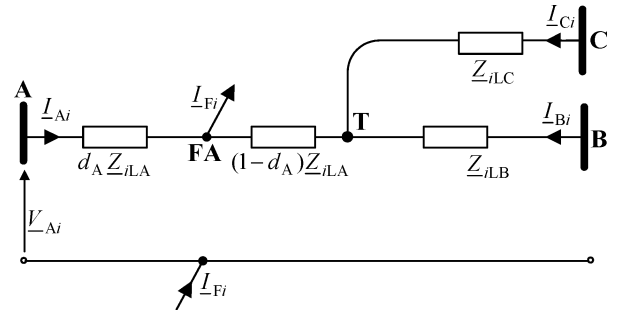 I_Ci
C
Z_iLC
A
I_Ai
I_Fi
T
I_Bi
B
FA
d_A Z_iLA
(1−d_A)Z_iLA
Z_iLB
V_Ai
I_Fi